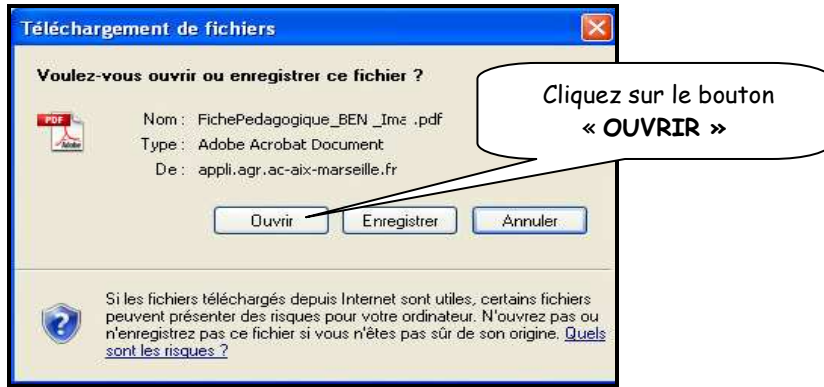 Téléchargement de fichiers
Voulez-vous ouvrir ou enregistrer ce fichier ?
Cliquez sur le bouton
« OUVRIR »
PDF
Adobe
Nom : FichePedagogique_BEN _Ima .pdf
Type : Adobe Acrobat Document
De : appli.agr.ac-aix-marseille.fr
Ouvrir Enregistrer Annuler
Si les fichiers téléchargés depuis Internet sont utiles, certains fichiers
peuvent présenter des risques pour votre ordinateur. N'ouvrez pas ou
n'enregistrez pas ce fichier si vous n'êtes pas sûr de son origine. Quels
sont les risques ?